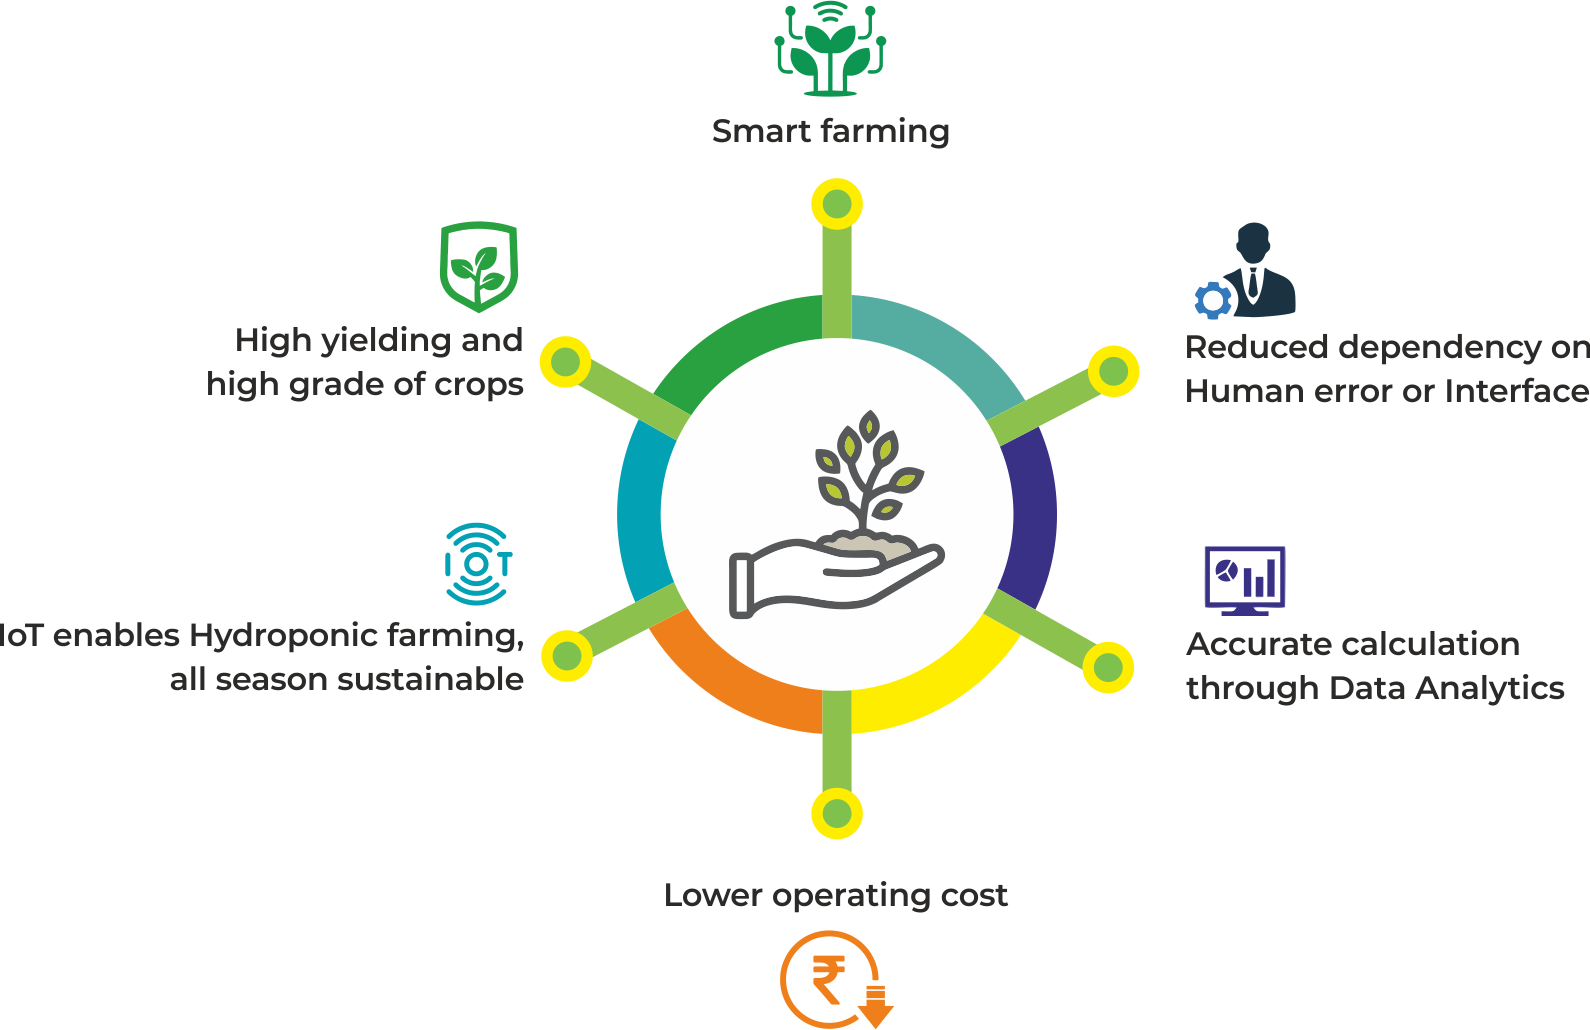 Smart farming
High yielding and
high grade of crops
Reduced dependency on
Human error or Interface
IOT
IoT enables Hydroponic farming,
all season sustainable
Accurate calculation
through Data Analytics
Lower operating cost
₹